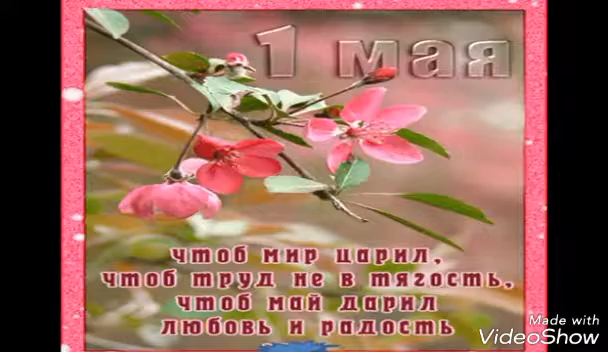 1 мая
чтоб мир царил,
чтоб труд не в тягость,
чтоб май дарил
любовь и радость
Made with
VideoShow